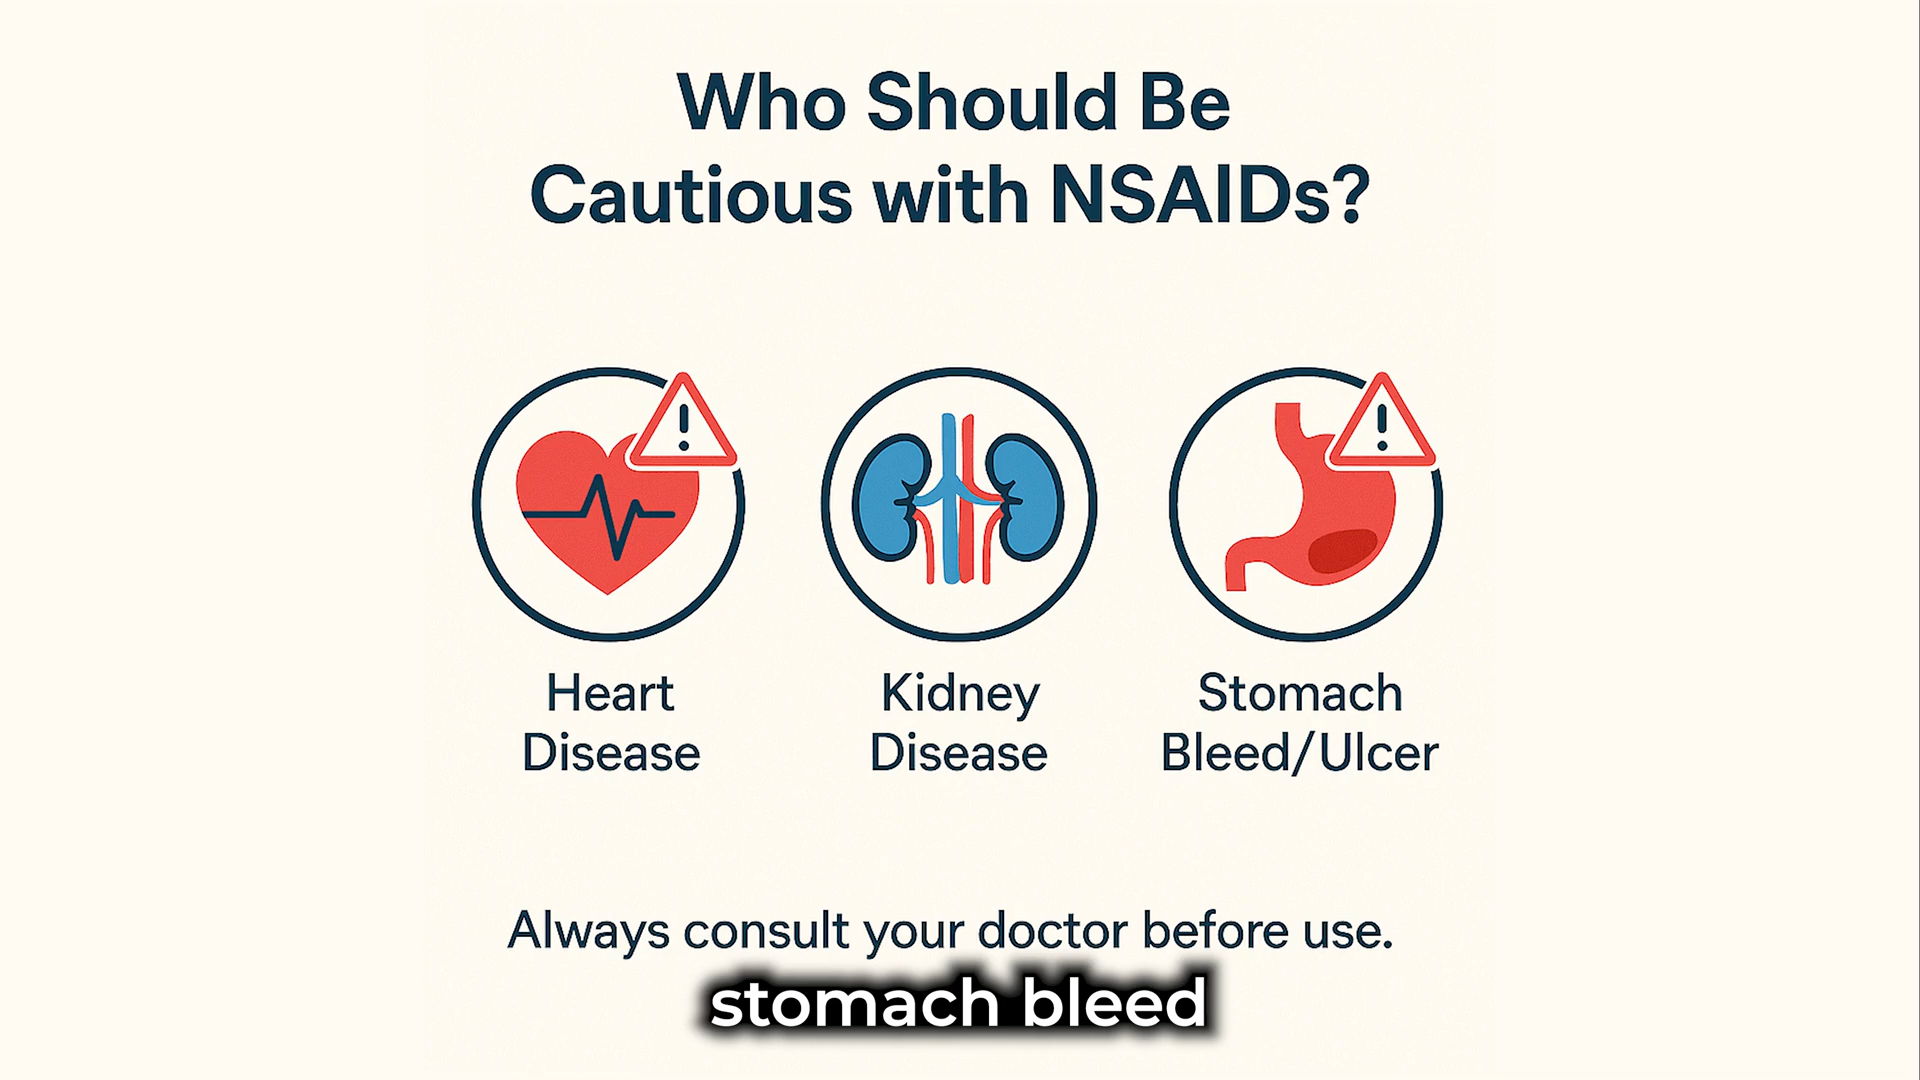 Who Should Be
Cautious with NSAIDs?
Heart
Disease
Kidney
Disease
Stomach
Bleed/Ulcer
Always consult your doctor before use.
stomach bleed